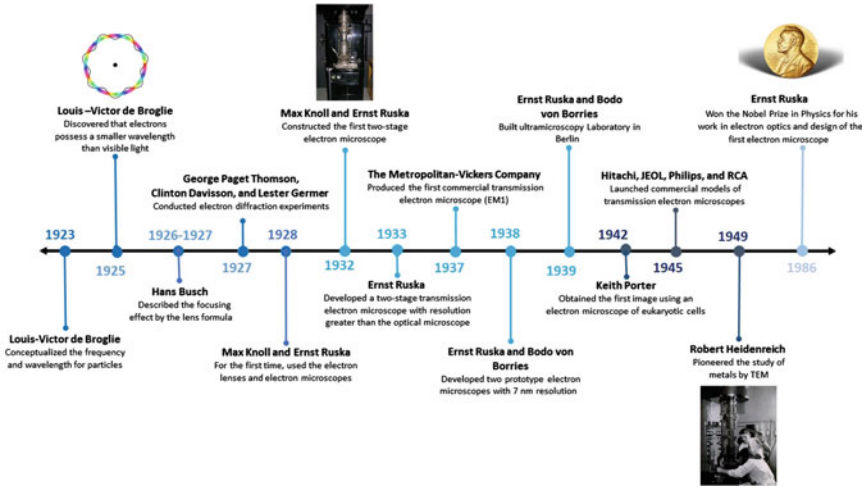 Louis –Victor de Broglie
Discovered that electrons
possess a smaller wavelength
than visible light
Max Knoll and Ernst Ruska
Constructed the first two-stage
electron microscope
Ernst Ruska and Bodo
von Borries
Built ultramicroscopy Laboratory in
Berlin
Ernst Ruska
Won the Nobel Prize in Physics for his
work in electron optics and design of the
first electron microscope
George Paget Thomson,
Clinton Davisson, and Lester Germer
Conducted electron diffraction experiments
The Metropolitan-Vickers Company
Produced the first commercial transmission
electron microscope (EM1)
Hitachi, JEOL, Philips, and RCA
Launched commercial models of
transmission electron microscopes
1923
1926-1927
1928
1933
1938
1942
1949
1925
1927
1932
1937
1939
1945
1986
Hans Busch
Described the focusing
effect by the lens formula
Ernst Ruska
Developed a two-stage transmission
electron microscope with resolution
greater than the optical microscope
Keith Porter
Obtained the first image using an
electron microscope of eukaryotic cells
Louis-Victor de Broglie
Conceptualized the frequency
and wavelength for particles
Max Knoll and Ernst Ruska
For the first time, used the electron
lenses and electron microscopes
Ernst Ruska and Bodo von
Borries
Developed two prototype electron
microscopes with 7 nm resolution
Robert Heidenreich
Pioneered the study of
metals by TEM